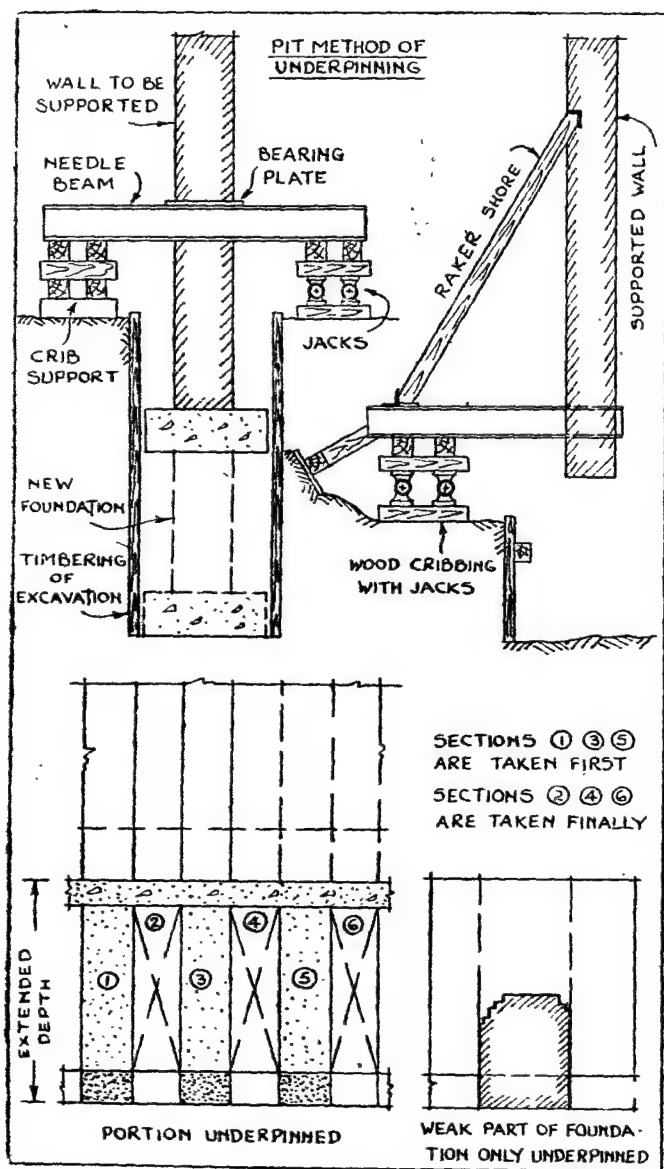 PIT METHOD OF
UNDERPINNING
WALL TO BE
SUPPORTED
NEEDLE
BEAM
BEARING
PLATE
RAKER SHORE
SUPPORTED WALL
CRIB
SUPPORT
JACKS
NEW
FOUNDATION
TIMBERING
OF
EXCAVATION
WOOD CRIBBING
WITH JACKS
SECTIONS ① ③ ⑤
ARE TAKEN FIRST
SECTIONS ② ④ ⑥
ARE TAKEN FINALLY
EXTENDED
DEPTH
① ② ③ ④ ⑤ ⑥
PORTION UNDERPINNED
WEAK PART OF FOUNDA-
TION ONLY UNDERPINNED